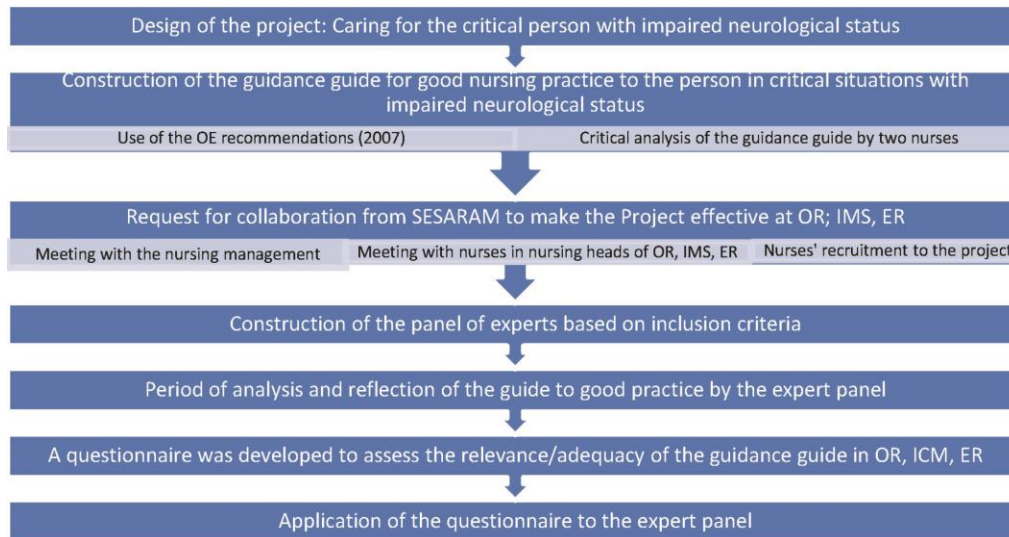 Design of the project: Caring for the critical person with impaired neurological status
Construction of the guidance guide for good nursing practice to the person in critical situations with
impaired neurological status
Use of the OE recommendations (2007)
Critical analysis of the guidance guide by two nurses
Request for collaboration from SESARAM to make the Project effective at OR; IMS, ER
Meeting with the nursing management
Meeting with nurses in nursing heads of OR, IMS, ER
Nurses' recruitment to the project
Construction of the panel of experts based on inclusion criteria
Period of analysis and reflection of the guide to good practice by the expert panel
A questionnaire was developed to assess the relevance/adequacy of the guidance guide in OR, ICM, ER
Application of the questionnaire to the expert panel